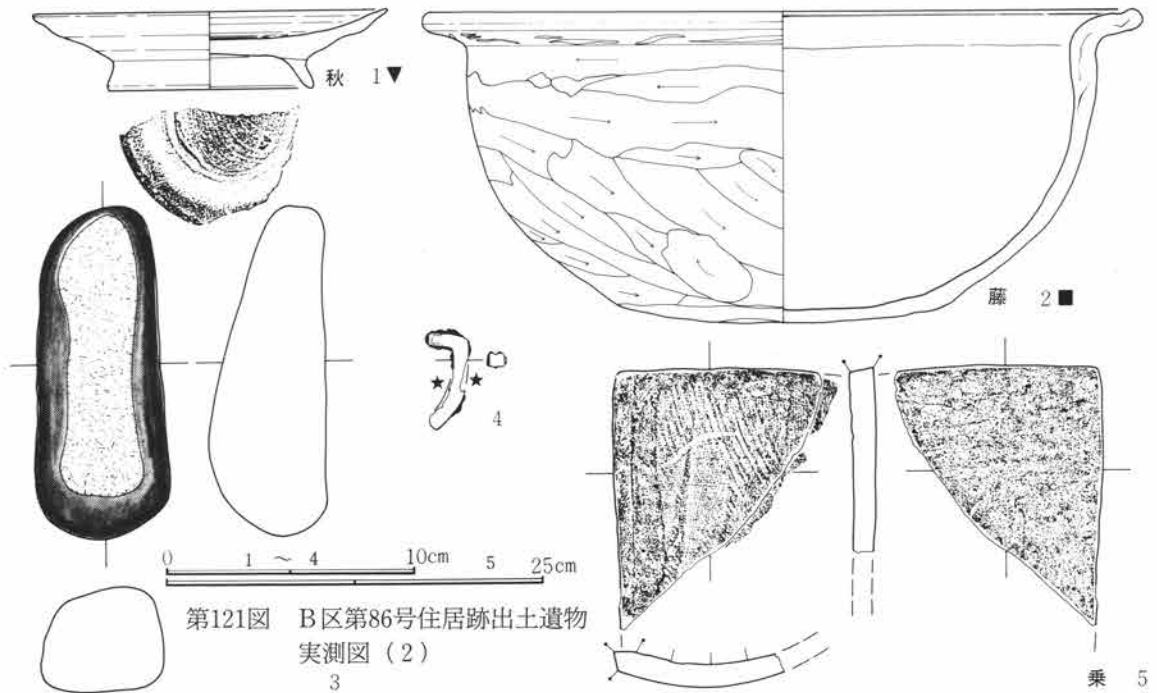 秋 1▼
藤 2■
4
0 1 ～ 4 10cm
5 25cm
第121図 B区第86号住居跡出土遺物
実測図（2）
3
乗 5